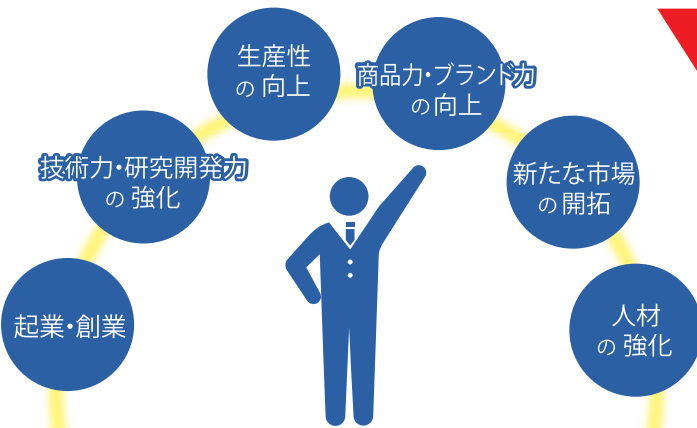 生産性
の 向上
商品力・ブランド力
の 向上
技術力・研究開発力
の 強化
新たな市場
の 開拓
起業・創業
人材
の 強化